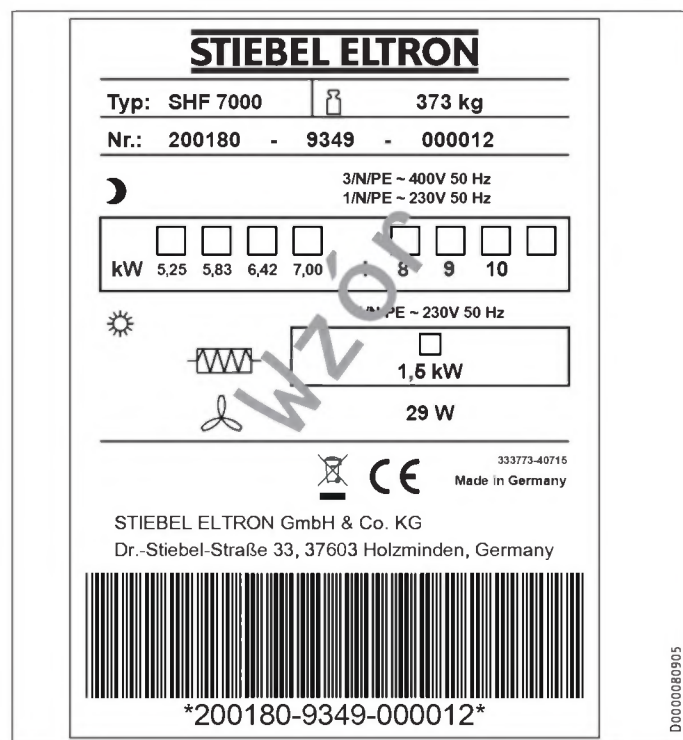 STIEBEL ELTRON
Typ: SHF 7000 373 kg
Nr.: 200180 - 9349 - 000012
3/N/PE ~ 400V 50 Hz
1/N/PE ~ 230V 50 Hz
kW 5,25 5,83 6,42 7,00 8 9 10
/N/PE ~ 230V 50 Hz
1,5 kW
29 W
Wzór
CE
333773-40715
Made in Germany
STIEBEL ELTRON GmbH & Co. KG
Dr.-Stiebel-Straße 33, 37603 Holzminden, Germany
*200180-9349-000012*
D0000080905